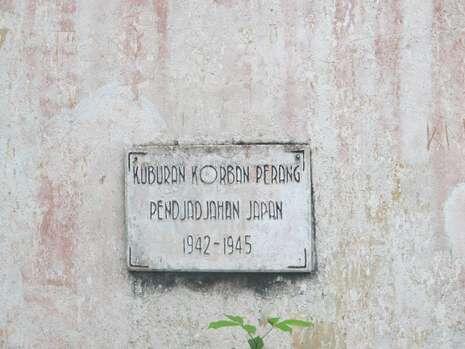 KUBURAN KORBAN PERANG
PENDJADJAHAN JAPAN
1942-1945